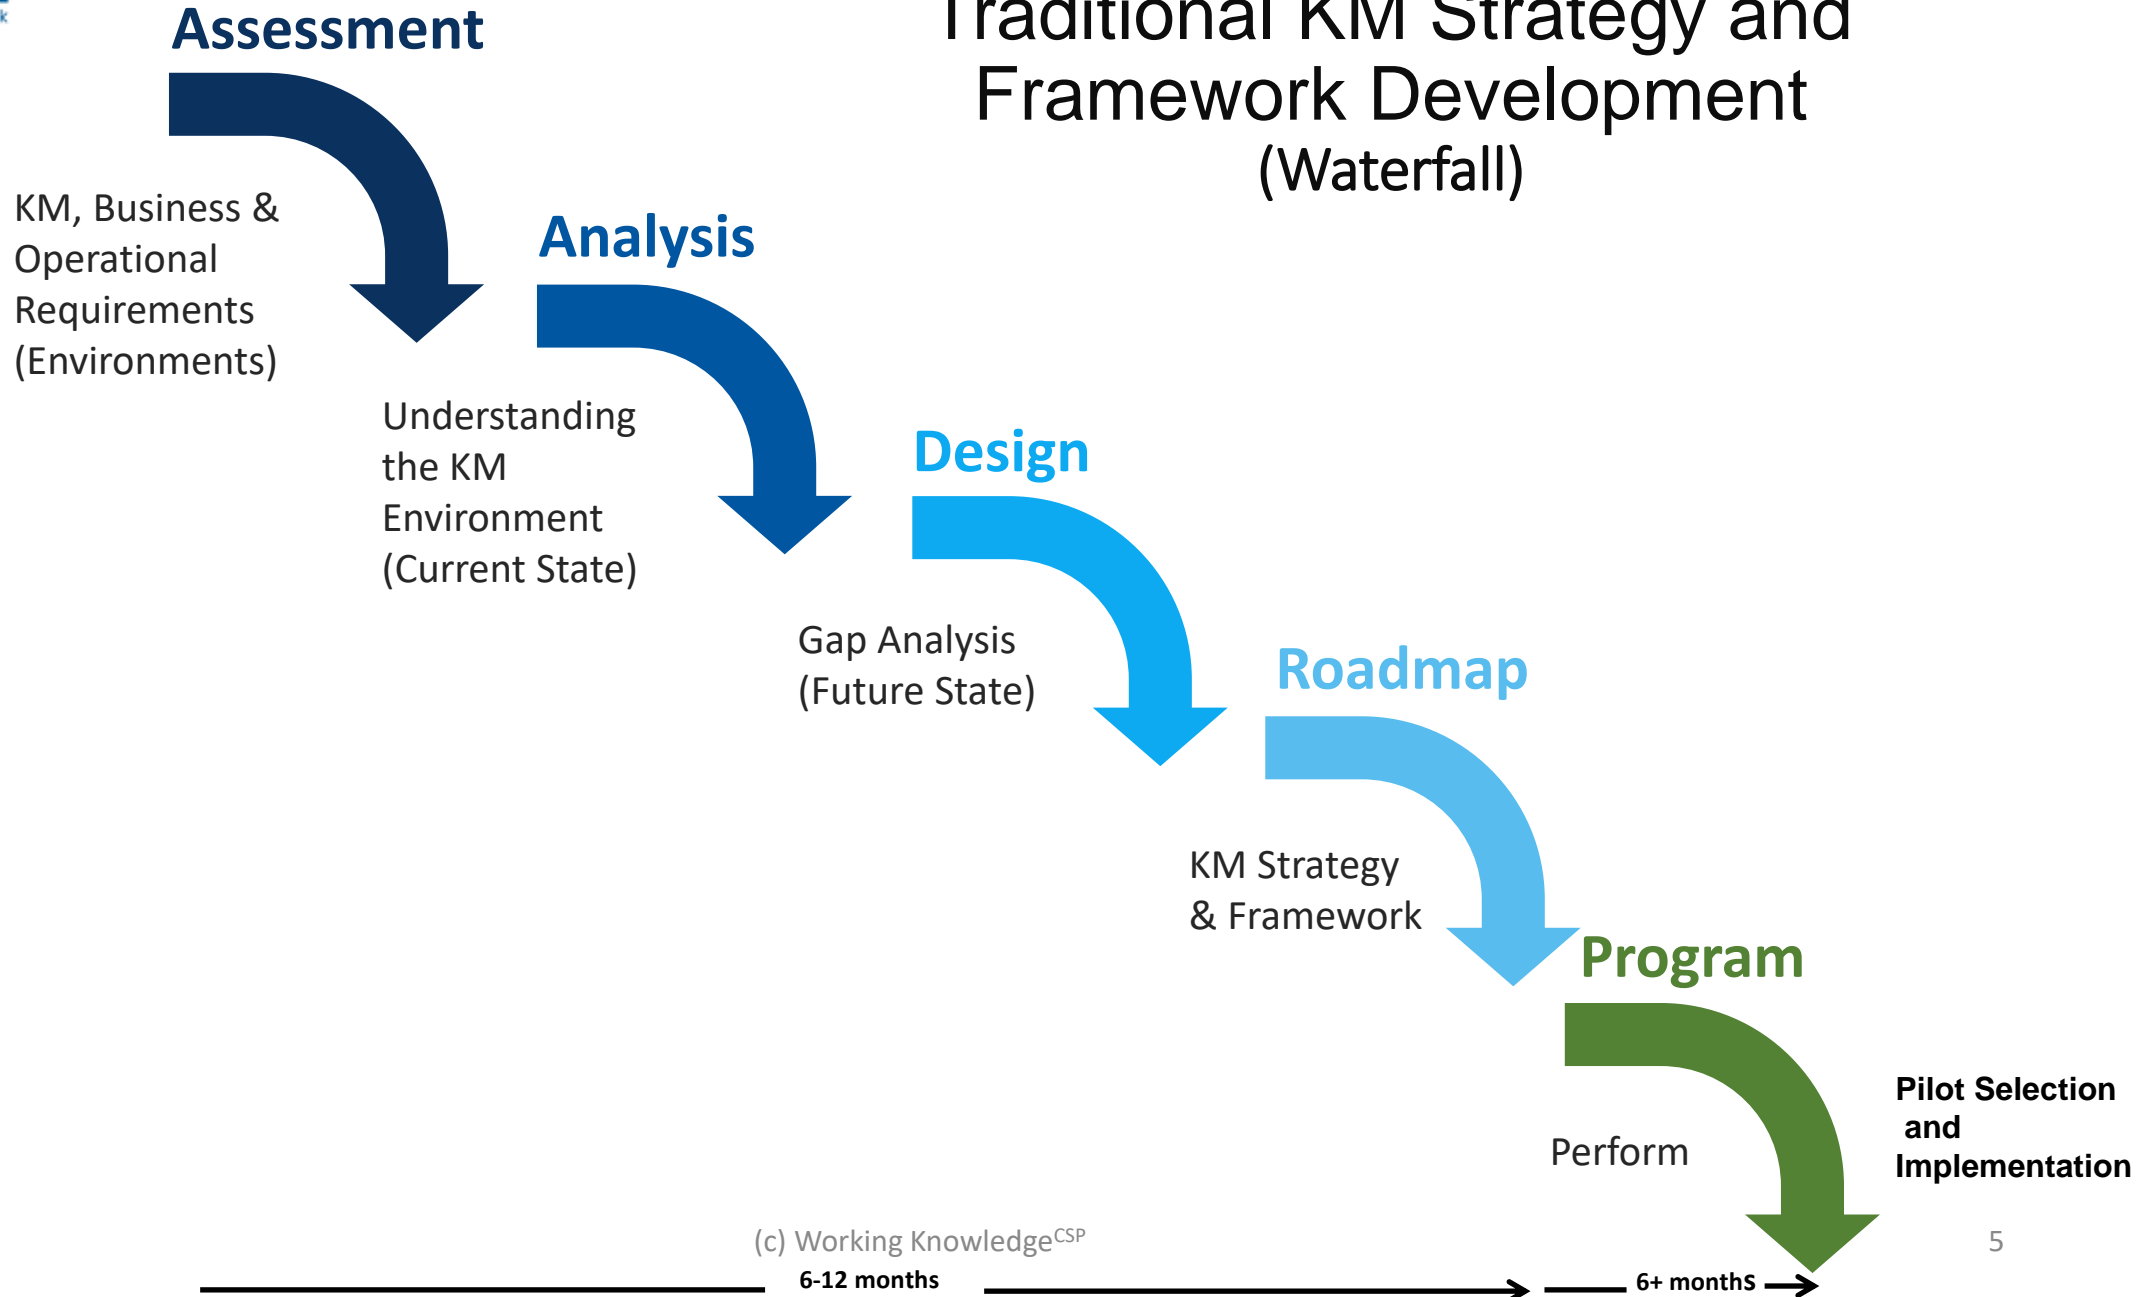 k
Assessment
Traditional KM Strategy and
Framework Development
(Waterfall)
KM, Business &
Operational
Requirements
(Environments)
Analysis
Understanding
the KM
Environment
(Current State)
Design
Gap Analysis
(Future State)
Roadmap
KM Strategy
& Framework
Program
Perform
Pilot Selection
and
Implementation
(c) Working KnowledgeCSP
5
6-12 months
6+ months